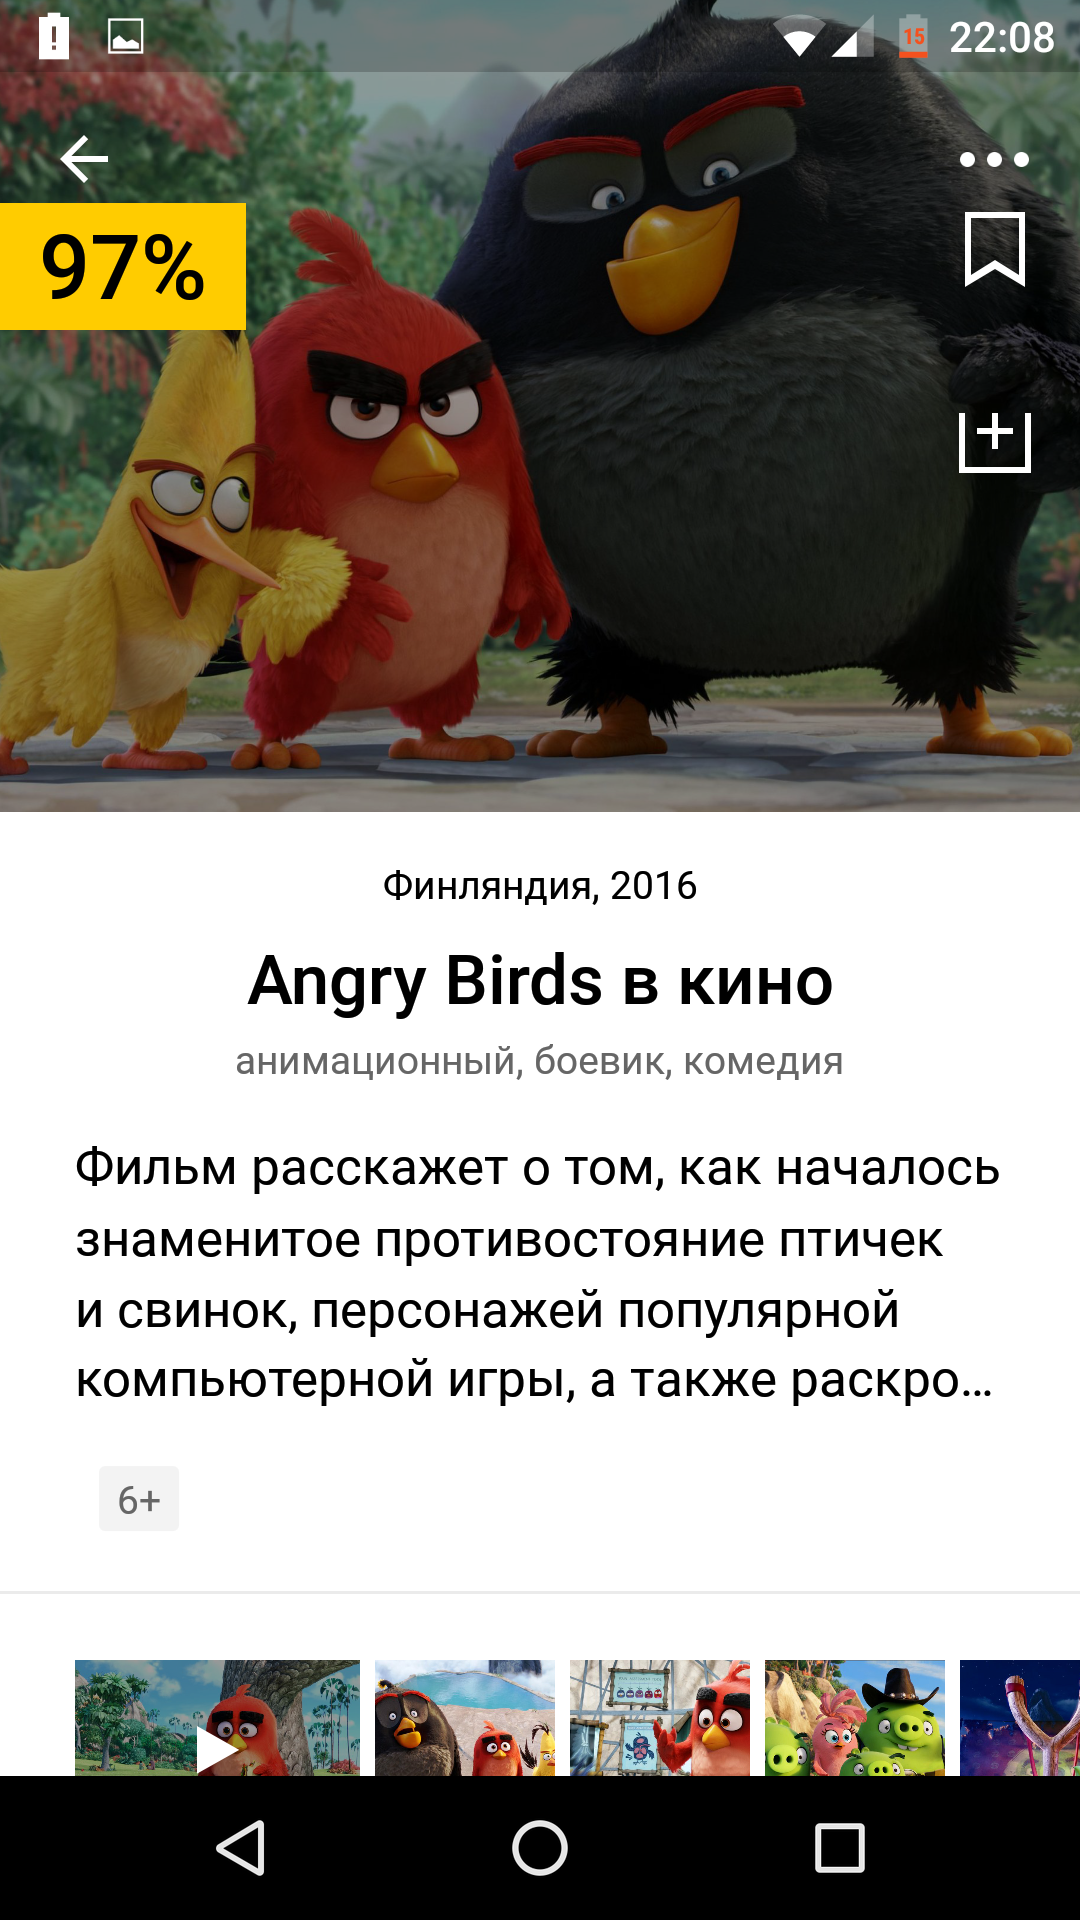 15 22:08
97%
Финляндия, 2016
Angry Birds в кино
анимационный, боевик, комедия
Фильм расскажет о том, как началось
знаменитое противостояние птичек
и свинок, персонажей популярной
компьютерной игры, а также раскро…
6+